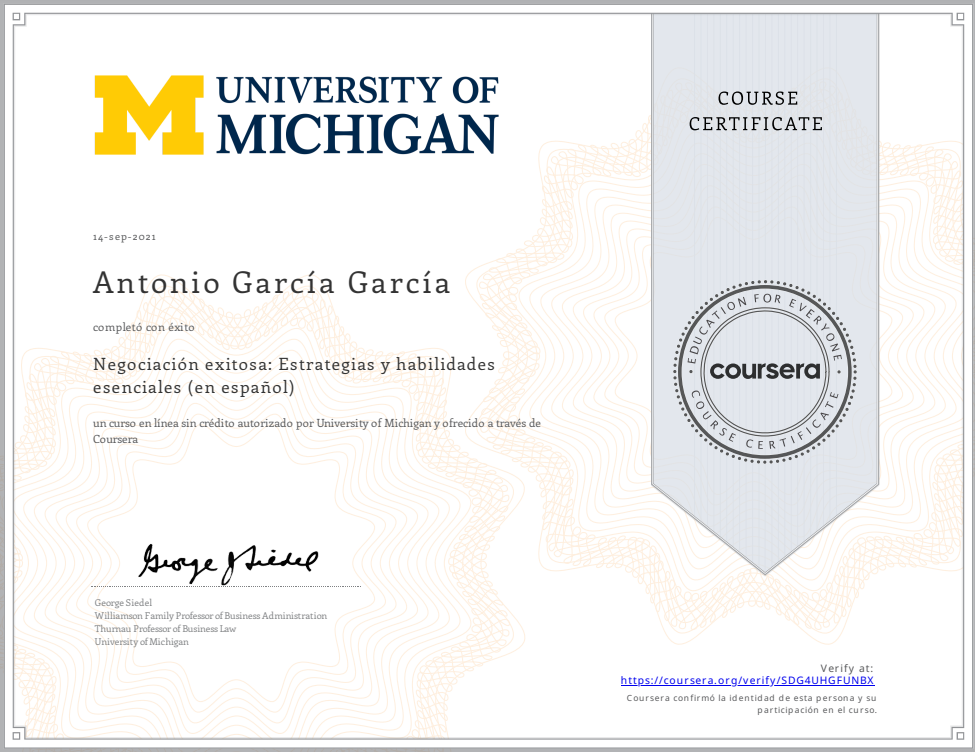 UNIVERSITY OF
MICHIGAN
COURSE
CERTIFICATE
14-sep-2021
Antonio García García
completó con éxito
Negociación exitosa: Estrategias y habilidades
esenciales (en español)
un curso en línea sin crédito autorizado por University of Michigan y ofrecido a través de
Coursera
EDUCATION FOR EVERYONE
coursera
COURSE CERTIFICATE
George Siedel
George Siedel
Williamson Family Professor of Business Administration
Thurnau Professor of Business Law
University of Michigan
Verify at:
https://coursera.org/verify/SDG4UHGFUNBX
Coursera confirmó la identidad de esta persona y su
participación en el curso.